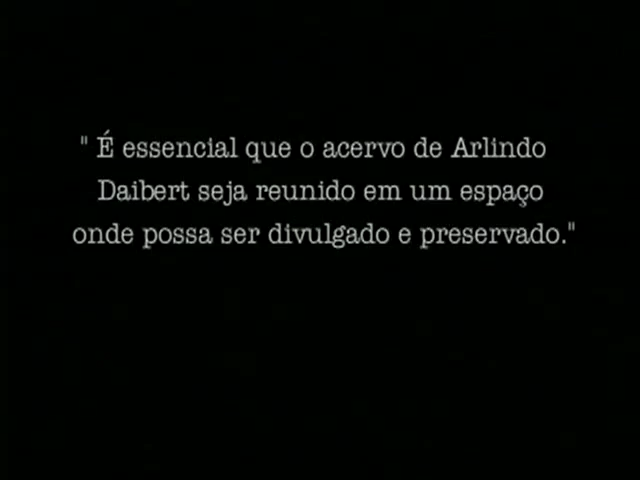 " É essencial que o acervo de Arlindo
Daibert seja reunido em um espaço
onde possa ser divulgado e preservado."